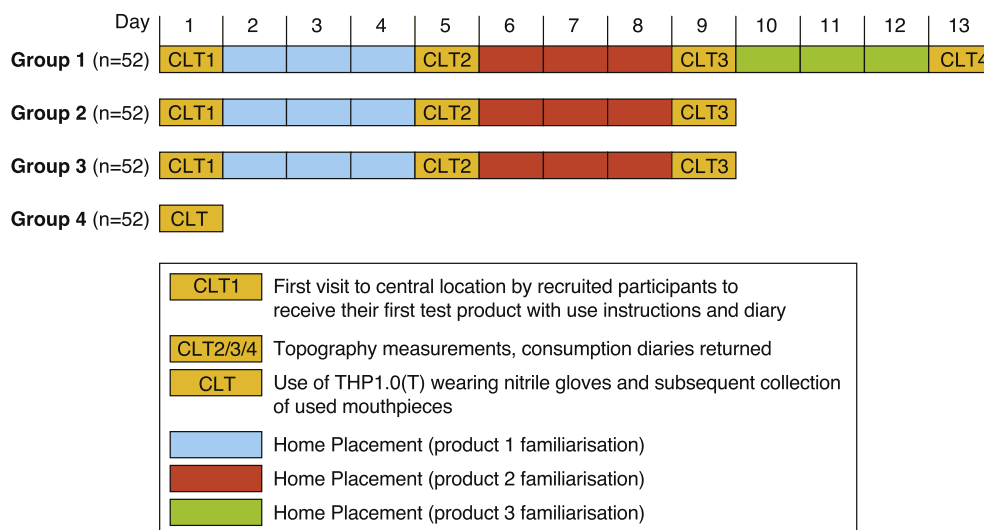 Day 1 2 3 4 5 6 7 8 9 10 11 12 13
Group 1 (n=52) CLT1 CLT2 CLT3 CLT4
Group 2 (n=52) CLT1 CLT2 CLT3
Group 3 (n=52) CLT1 CLT2 CLT3
Group 4 (n=52) CLT
CLT1 First visit to central location by recruited participants to
receive their first test product with use instructions and diary
CLT2/3/4 Topography measurements, consumption diaries returned
CLT Use of THP1.0(T) wearing nitrile gloves and subsequent collection
of used mouthpieces
Home Placement (product 1 familiarisation)
Home Placement (product 2 familiarisation)
Home Placement (product 3 familiarisation)